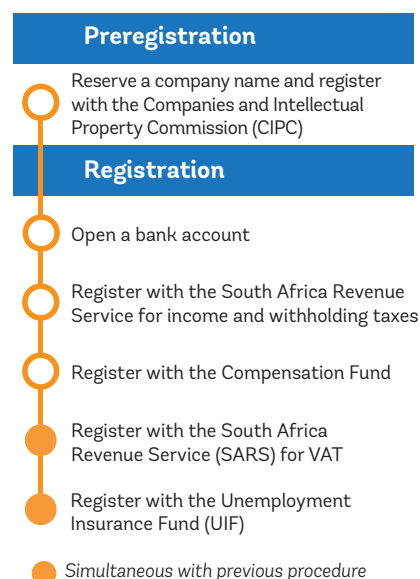 Preregistration
Reserve a company name and register
with the Companies and Intellectual
Property Commission (CIPC)
Registration
Open a bank account
Register with the South Africa Revenue
Service for income and withholding taxes
Register with the Compensation Fund
Register with the South Africa
Revenue Service (SARS) for VAT
Register with the Unemployment
Insurance Fund (UIF)
Simultaneous with previous procedure